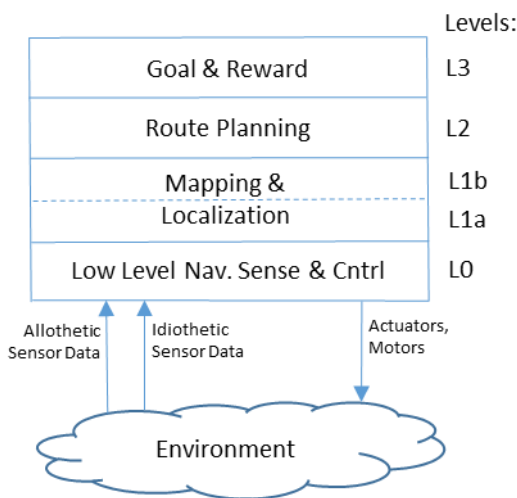 Levels:
Goal & Reward L3
Route Planning L2
Mapping & L1b
Localization L1a
Low Level Nav. Sense & Cntrl L0
Allothetic
Sensor Data
Idiothetic
Sensor Data
Actuators,
Motors
Environment